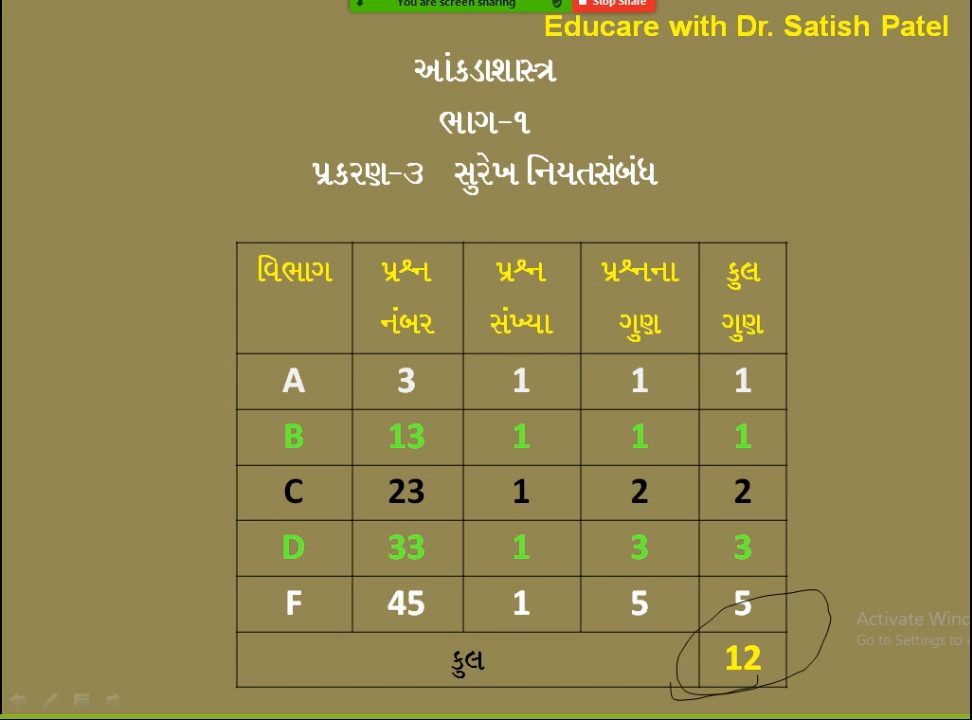 You are screen sharing Stop Share
Educare with Dr. Satish Patel
આંકડાશાસ્ત્ર
ભાગ-૧
પ્રકરણ-૩ સુરેખ નિયતસંબંધ
વિભાગ પ્રશ્ન નંબર પ્રશ્ન સંખ્યા પ્રશ્નના ગુણ કુલ ગુણ
A 3 1 1 1
B 13 1 1 1
C 23 1 2 2
D 33 1 3 3
F 45 1 5 5
કુલ 12
Activate Wind
Go to Settings to